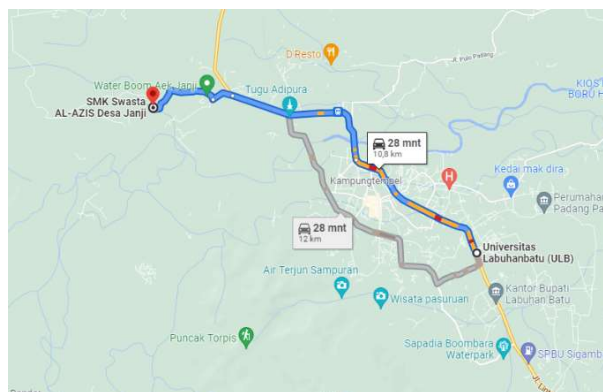 D'Resto
Jl. Indo Padang
Water Boom Aek Janji
SMK Swasta
AL-AZIS Desa Janji
Tugu Adipura
KIOS
BORU H
28 mnt
10,8 km
Kampungtempel
H
Kedai mak dira.
Perumahan
Padang Pa
28 mnt
12 km
Universitas
Labuhanbatu (ULB)
Air Terjun Sampuran
Wisata pasuruan
Kantor Bupati
Labuhan Batu
Puncak Torpis
Sapadia Boombara
Waterpark
SPBU Sigamb